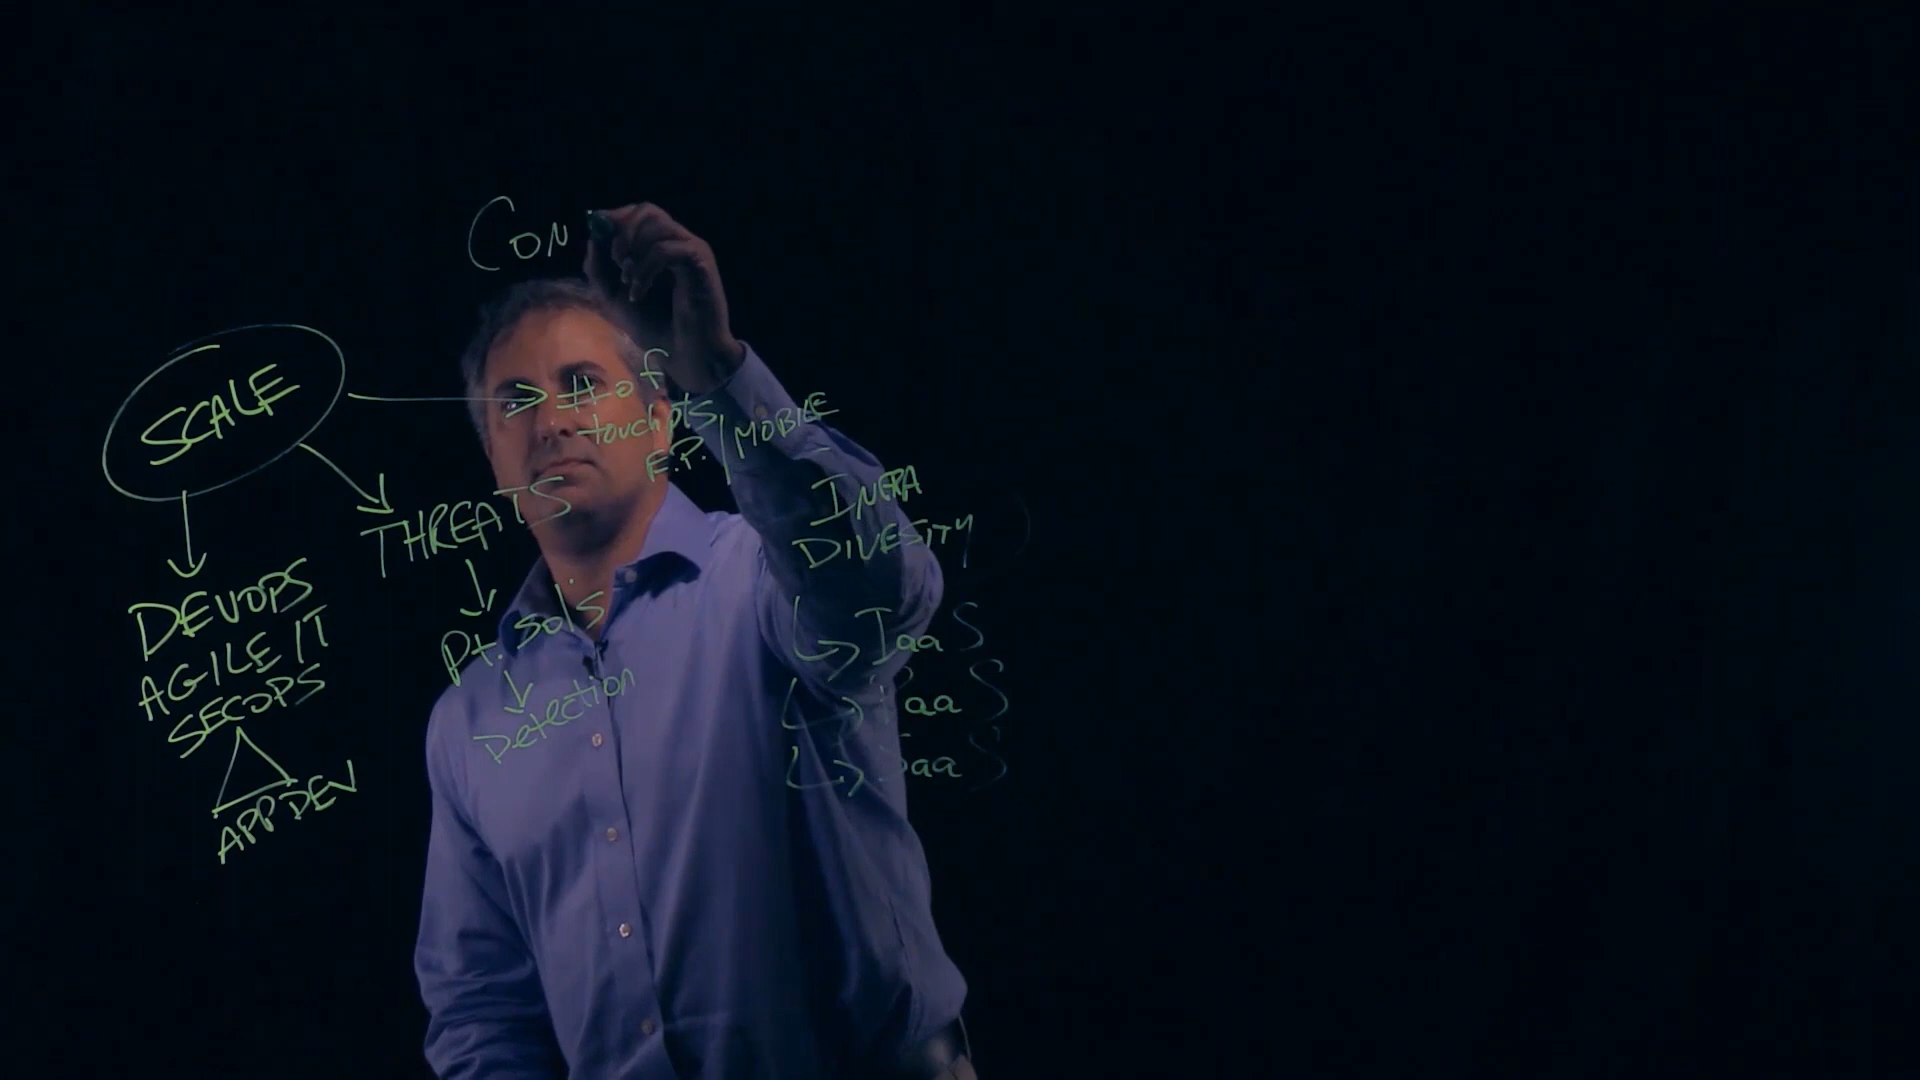 Con
SCALE
# of
touchpts
E.P. / MOBILE
INFRA
DIVESITY
IaaS
PaaS
SaaS
THREATS
Pt. sol's
Detection
DEVOPS
AGILE IT
SECOPS
APP DEV